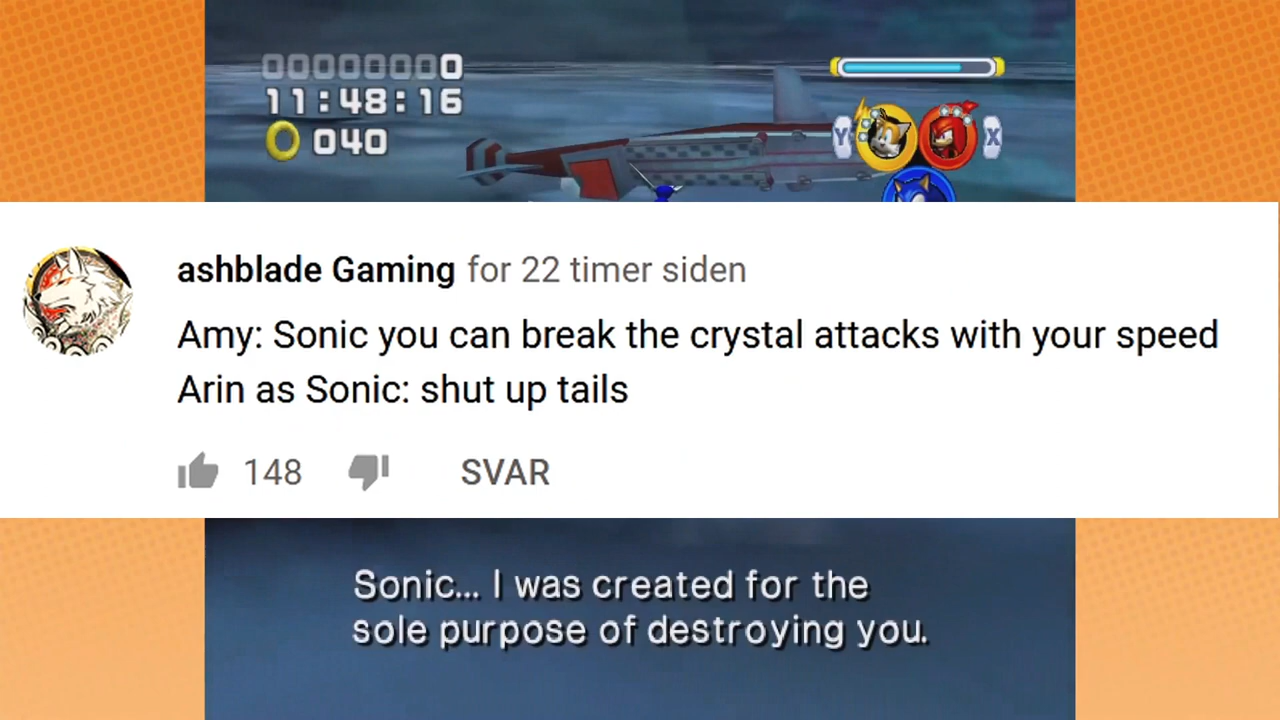 00000000
11:48:16
040
Y
X
ashblade Gaming for 22 timer siden
Amy: Sonic you can break the crystal attacks with your speed
Arin as Sonic: shut up tails
148
SVAR
Sonic... I was created for the
sole purpose of destroying you.